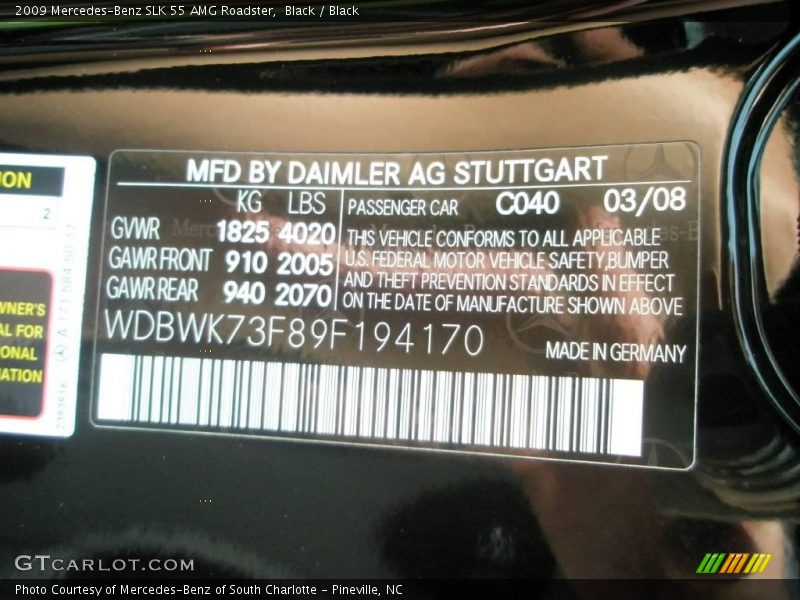 2009 Mercedes-Benz SLK 55 AMG Roadster, Black / Black
MFD BY DAIMLER AG STUTTGART
KG LBS
GVWR 1825 4020
GAWR FRONT 910 2005
GAWR REAR 940 2070
PASSENGER CAR C040 03/08
THIS VEHICLE CONFORMS TO ALL APPLICABLE
U.S. FEDERAL MOTOR VEHICLE SAFETY,BUMPER
AND THEFT PREVENTION STANDARDS IN EFFECT
ON THE DATE OF MANUFACTURE SHOWN ABOVE
WDBWK73F89F194170
MADE IN GERMANY
ION
2
WNER'S
AL FOR
ONAL
ATION
A 171 584 50 17
GTCARLOT.COM
Photo Courtesy of Mercedes-Benz of South Charlotte - Pineville, NC